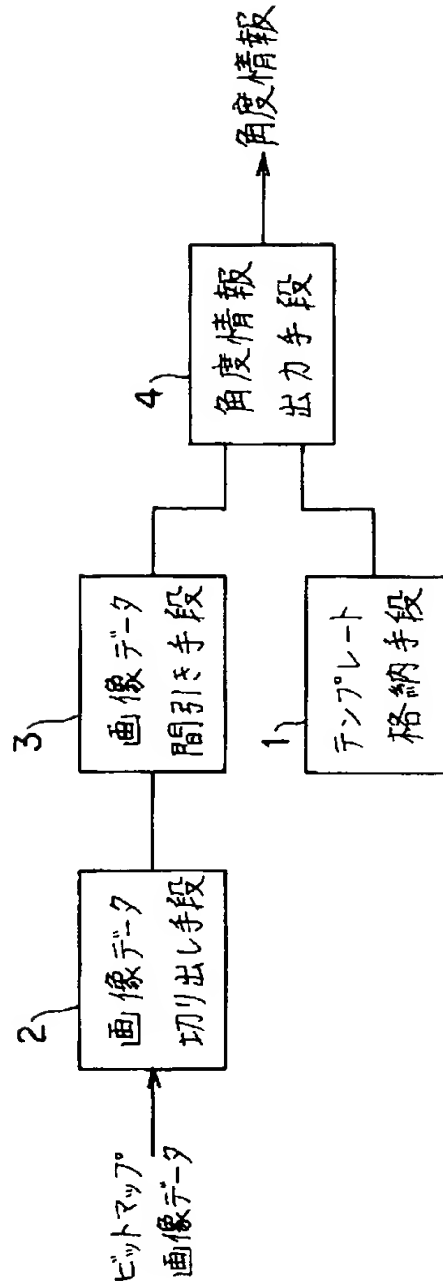 ビットマップ
画像データ
2
画像データ
切り出し手段
3
画像データ
間引き手段
1
テンプレート
格納手段
4
角度情報
出力手段
角度情報